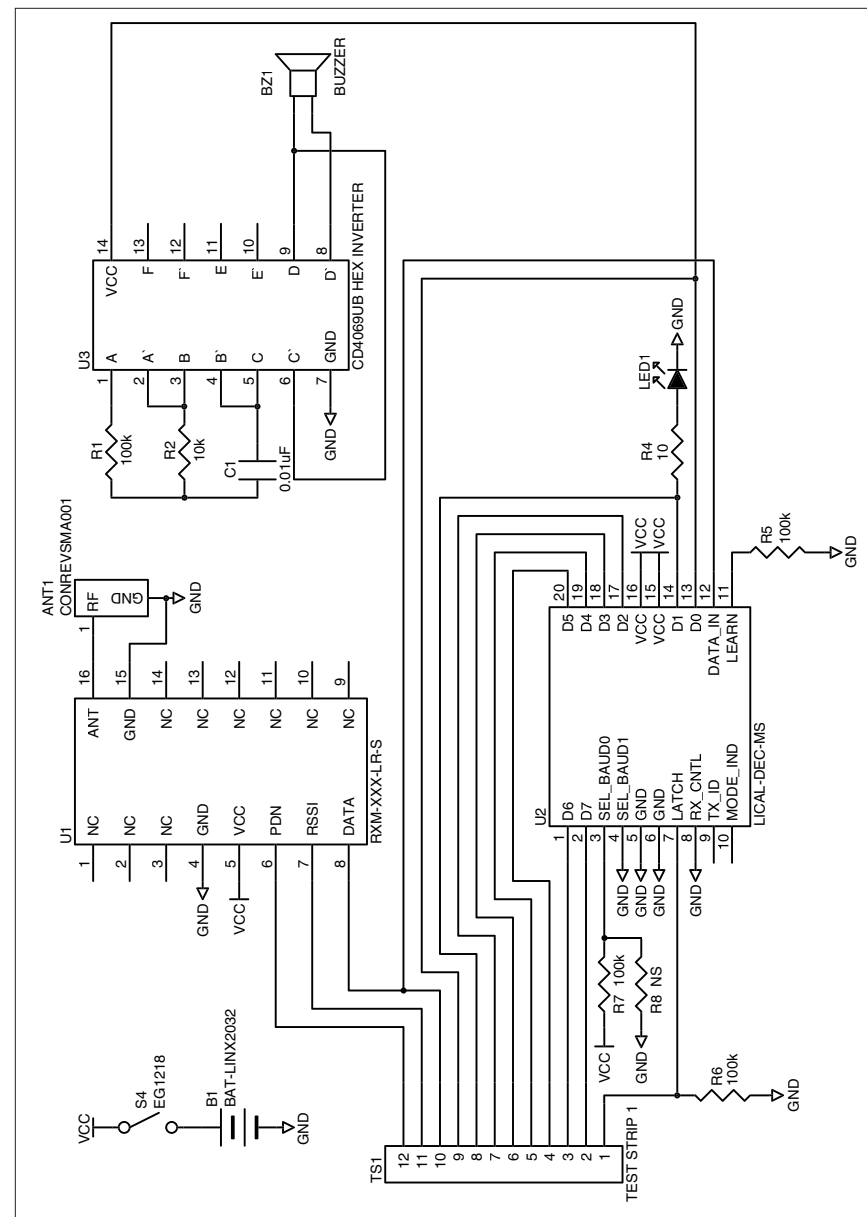 VCC
S4
EG1218
B1
BAT-LINX2032
GND
U1
1 NC
2 NC
3 NC
4 GND
5 VCC
6 PDN
7 RSSI
8 DATA
ANT 16
GND 15
NC 14
NC 13
NC 12
NC 11
NC 10
NC 9
RXM-XXX-LR-S
GND
VCC
ANT1
CONREVSMA001
1 RF
GND
GND
U3
1 A
2 A`
3 B
4 B`
5 C
6 C`
7 GND
VCC 14
F 13
F` 12
E 11
E` 10
D 9
D` 8
CD4069UB HEX INVERTER
GND
R1
100k
R2
10k
C1
0.01uF
BZ1
BUZZER
TS1
12
11
10
9
8
7
6
5
4
3
2
1
TEST STRIP 1
U2
1 D6
2 D7
3 SEL_BAUD0
4 SEL_BAUD1
5 GND
6 GND
7 LATCH
8 RX_CNTL
9 TX_ID
10 MODE_IND
D5 20
D4 19
D3 18
D2 17
VCC 16
VCC 15
D1 14
D0 13
DATA_IN 12
LEARN 11
LICAL-DEC-MS
VCC
VCC
GND
GND
GND
GND
R7 100k
R8 NS
VCC
GND
R6
100k
GND
R5
100k
GND
R4
10
LED1
GND